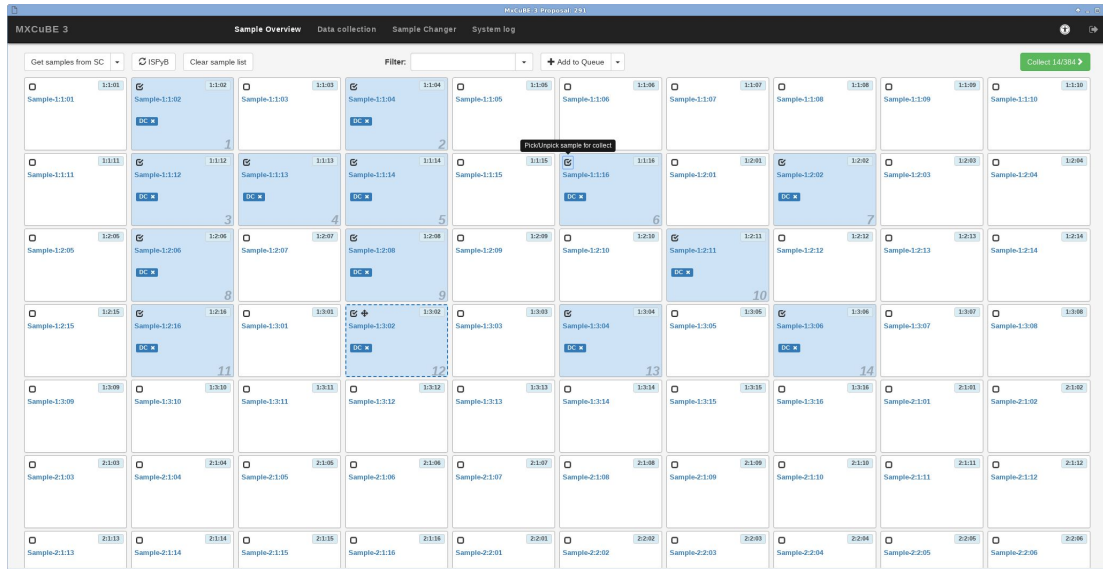 MxCuBE-3 Proposal: 291
MXCuBE 3 Sample Overview Data collection Sample Changer System log
Get samples from SC ISPyB Clear sample list Filter: Add to Queue Collect 14/384
1:1:01 1:1:02 1:1:03 1:1:04 1:1:05 1:1:06 1:1:07 1:1:08 1:1:09 1:1:10
Sample-1:1:01 Sample-1:1:02 Sample-1:1:03 Sample-1:1:04 Sample-1:1:05 Sample-1:1:06 Sample-1:1:07 Sample-1:1:08 Sample-1:1:09 Sample-1:1:10
DC DC
1 2
Pick/Unpick sample for collect
1:1:11 1:1:12 1:1:13 1:1:14 1:1:15 1:1:16 1:2:01 1:2:02 1:2:03 1:2:04
Sample-1:1:11 Sample-1:1:12 Sample-1:1:13 Sample-1:1:14 Sample-1:1:15 Sample-1:1:16 Sample-1:2:01 Sample-1:2:02 Sample-1:2:03 Sample-1:2:04
DC DC DC DC DC
3 4 5 6 7
1:2:05 1:2:06 1:2:07 1:2:08 1:2:09 1:2:10 1:2:11 1:2:12 1:2:13 1:2:14
Sample-1:2:05 Sample-1:2:06 Sample-1:2:07 Sample-1:2:08 Sample-1:2:09 Sample-1:2:10 Sample-1:2:11 Sample-1:2:12 Sample-1:2:13 Sample-1:2:14
DC DC DC
8 9 10
1:2:15 1:2:16 1:3:01 1:3:02 1:3:03 1:3:04 1:3:05 1:3:06 1:3:07 1:3:08
Sample-1:2:15 Sample-1:2:16 Sample-1:3:01 Sample-1:3:02 Sample-1:3:03 Sample-1:3:04 Sample-1:3:05 Sample-1:3:06 Sample-1:3:07 Sample-1:3:08
DC DC DC DC
11 12 13 14
1:3:09 1:3:10 1:3:11 1:3:12 1:3:13 1:3:14 1:3:15 1:3:16 2:1:01 2:1:02
Sample-1:3:09 Sample-1:3:10 Sample-1:3:11 Sample-1:3:12 Sample-1:3:13 Sample-1:3:14 Sample-1:3:15 Sample-1:3:16 Sample-2:1:01 Sample-2:1:02
2:1:03 2:1:04 2:1:05 2:1:06 2:1:07 2:1:08 2:1:09 2:1:10 2:1:11 2:1:12
Sample-2:1:03 Sample-2:1:04 Sample-2:1:05 Sample-2:1:06 Sample-2:1:07 Sample-2:1:08 Sample-2:1:09 Sample-2:1:10 Sample-2:1:11 Sample-2:1:12
2:1:13 2:1:14 2:1:15 2:1:16 2:2:01 2:2:02 2:2:03 2:2:04 2:2:05 2:2:06
Sample-2:1:13 Sample-2:1:14 Sample-2:1:15 Sample-2:1:16 Sample-2:2:01 Sample-2:2:02 Sample-2:2:03 Sample-2:2:04 Sample-2:2:05 Sample-2:2:06